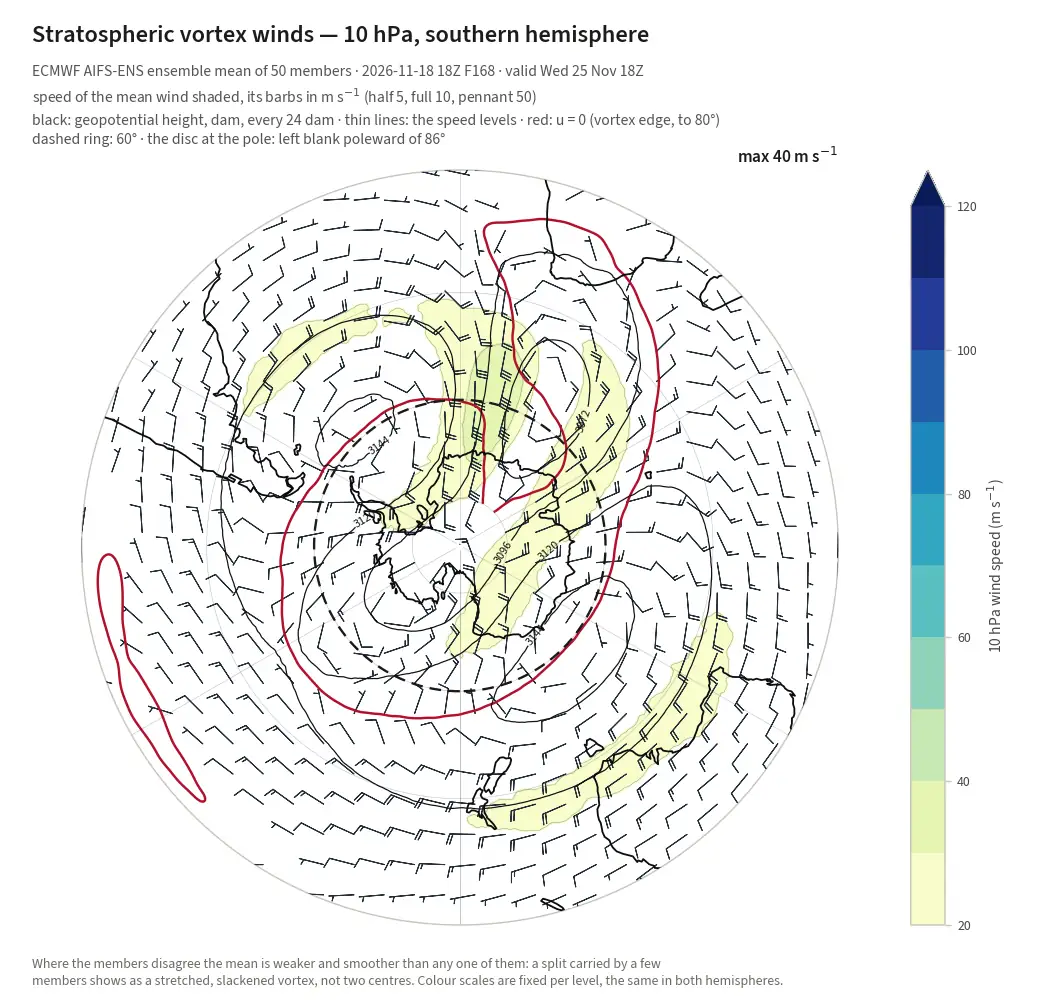 Stratospheric vortex winds — 10 hPa, southern hemisphere
ECMWF AIFS-ENS ensemble mean of 50 members · 2026-11-18 18Z F168 · valid Wed 25 Nov 18Z
speed of the mean wind shaded, its barbs in m s⁻¹ (half 5, full 10, pennant 50)
black: geopotential height, dam, every 24 dam · thin lines: the speed levels · red: u = 0 (vortex edge, to 80°)
dashed ring: 60° · the disc at the pole: left blank poleward of 86°
max 40 m s⁻¹
120
100
80
60
40
20
10 hPa wind speed (m s⁻¹)
3144
3096
3120
3144
Where the members disagree the mean is weaker and smoother than any one of them: a split carried by a few
members shows as a stretched, slackened vortex, not two centres. Colour scales are fixed per level, the same in both hemispheres.